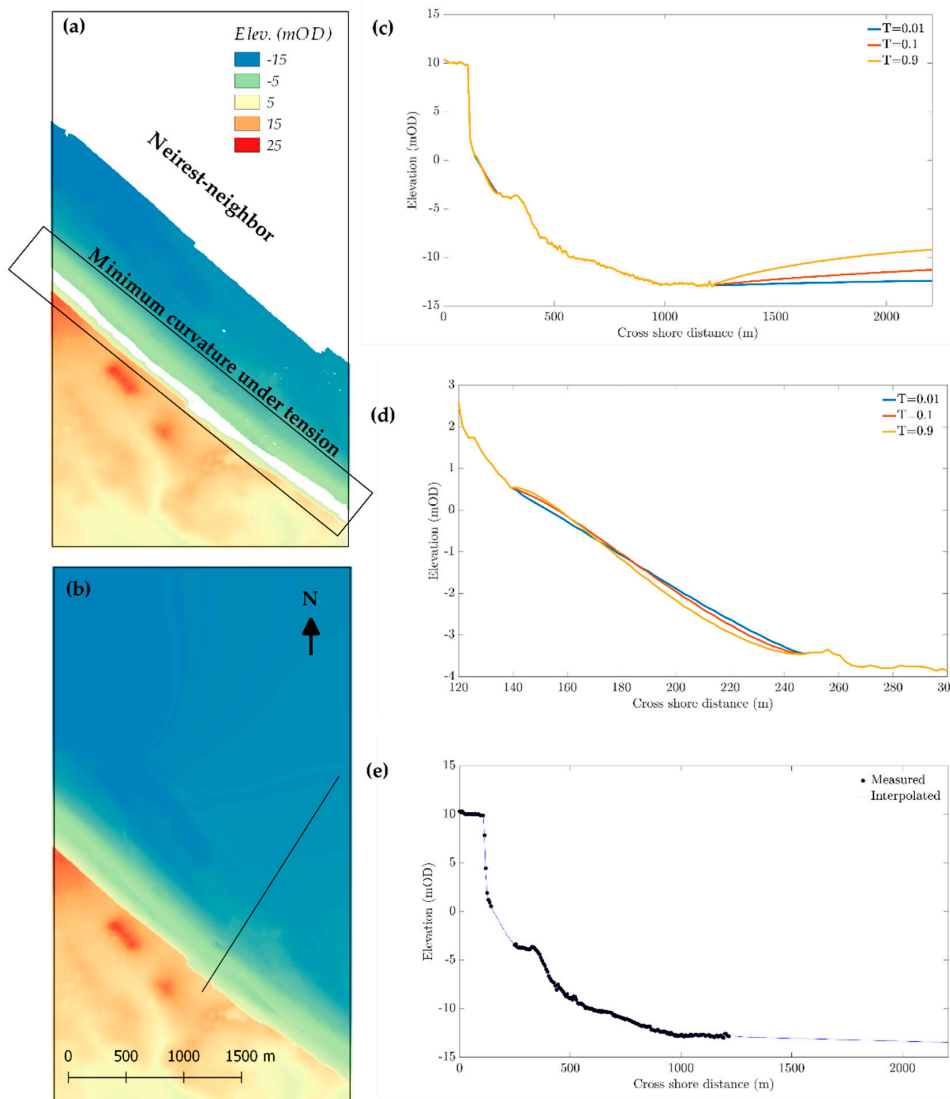 (a)
Elev. (mOD)
-15
-5
5
15
25
Neirest-neighbor
Minimum curvature under tension
(b)
N
0 500 1000 1500 m
(c)
T=0.01
T=0.1
T=0.9
15
10
5
0
-5
-10
-15
Elevation (mOD)
0 500 1000 1500 2000
Cross shore distance (m)
(d)
T=0.01
T=0.1
T=0.9
3
2
1
0
-1
-2
-3
-4
Elevation (mOD)
120 140 160 180 200 220 240 260 280 300
Cross shore distance (m)
(e)
Measured
Interpolated
15
10
5
0
-5
-10
-15
Elevation (mOD)
0 500 1000 1500 2000
Cross shore distance (m)